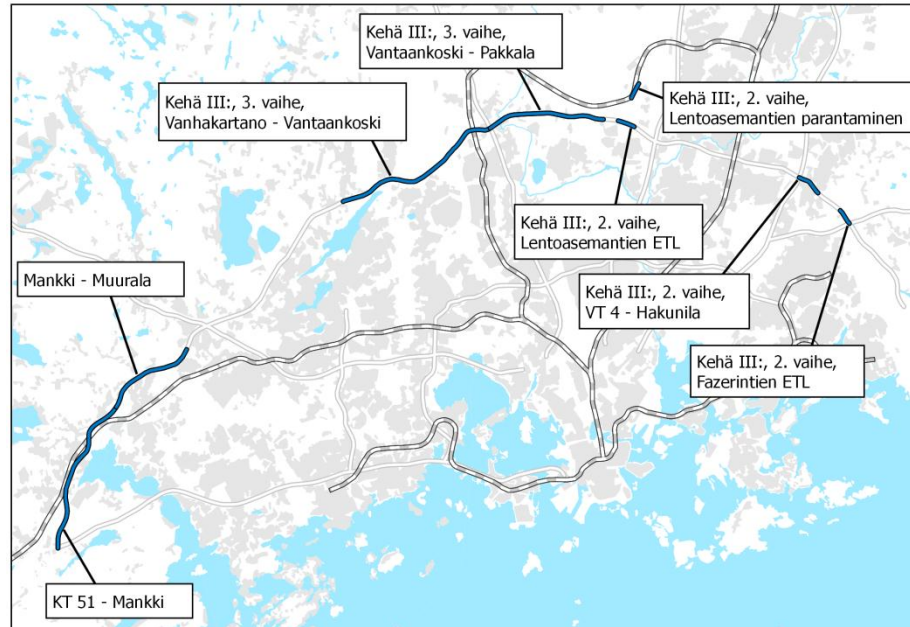 Kehä III:, 3. vaihe,
Vantaankoski - Pakkala
Kehä III:, 3. vaihe,
Vanhakartano - Vantaankoski
Kehä III:, 2. vaihe,
Lentoasemantien parantaminen
Kehä III:, 2. vaihe,
Lentoasemantien ETL
Mankki - Muurala
Kehä III:, 2. vaihe,
VT 4 - Hakunila
Kehä III:, 2. vaihe,
Fazerintien ETL
KT 51 - Mankki